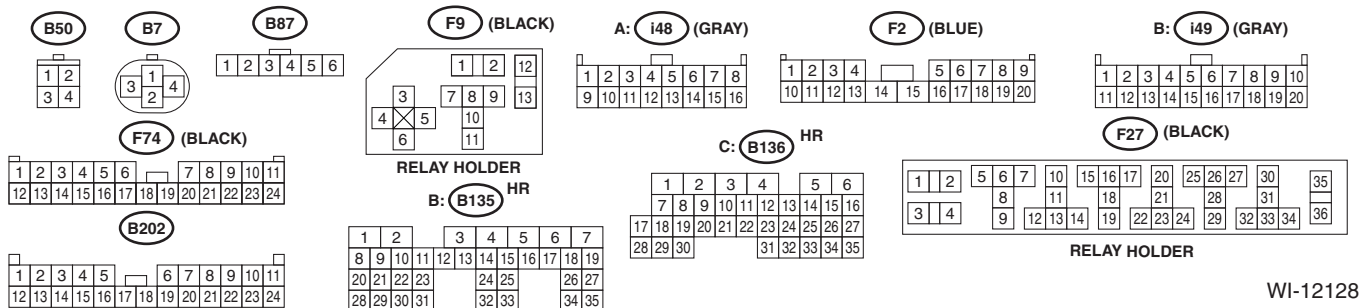 B50
1 2
3 4
B7
1
3 4
2
B87
1 2 3 4 5 6
F9 (BLACK)
1 2 12
3 7 8 9 13
4 5 10
6 11
RELAY HOLDER
A: i48 (GRAY)
1 2 3 4 5 6 7 8
9 10 11 12 13 14 15 16
F2 (BLUE)
1 2 3 4 5 6 7 8 9
10 11 12 13 14 15 16 17 18 19 20
B: i49 (GRAY)
1 2 3 4 5 6 7 8 9 10
11 12 13 14 15 16 17 18 19 20
F74 (BLACK)
1 2 3 4 5 6 7 8 9 10 11
12 13 14 15 16 17 18 19 20 21 22 23 24
B202
1 2 3 4 5 6 7 8 9 10 11
12 13 14 15 16 17 18 19 20 21 22 23 24
B: B135 HR
1 2 3 4 5 6 7
8 9 10 11 12 13 14 15 16 17 18 19
20 21 22 23 24 25 26 27
28 29 30 31 32 33 34 35
C: B136 HR
1 2 3 4 5 6
7 8 9 10 11 12 13 14 15 16
17 18 19 20 21 22 23 24 25 26 27
28 29 30 31 32 33 34 35
F27 (BLACK)
1 2 5 6 7 10 15 16 17 20 25 26 27 30 35
8 11 18 21 28 31
3 4 9 12 13 14 19 22 23 24 29 32 33 34 36
RELAY HOLDER
WI-12128